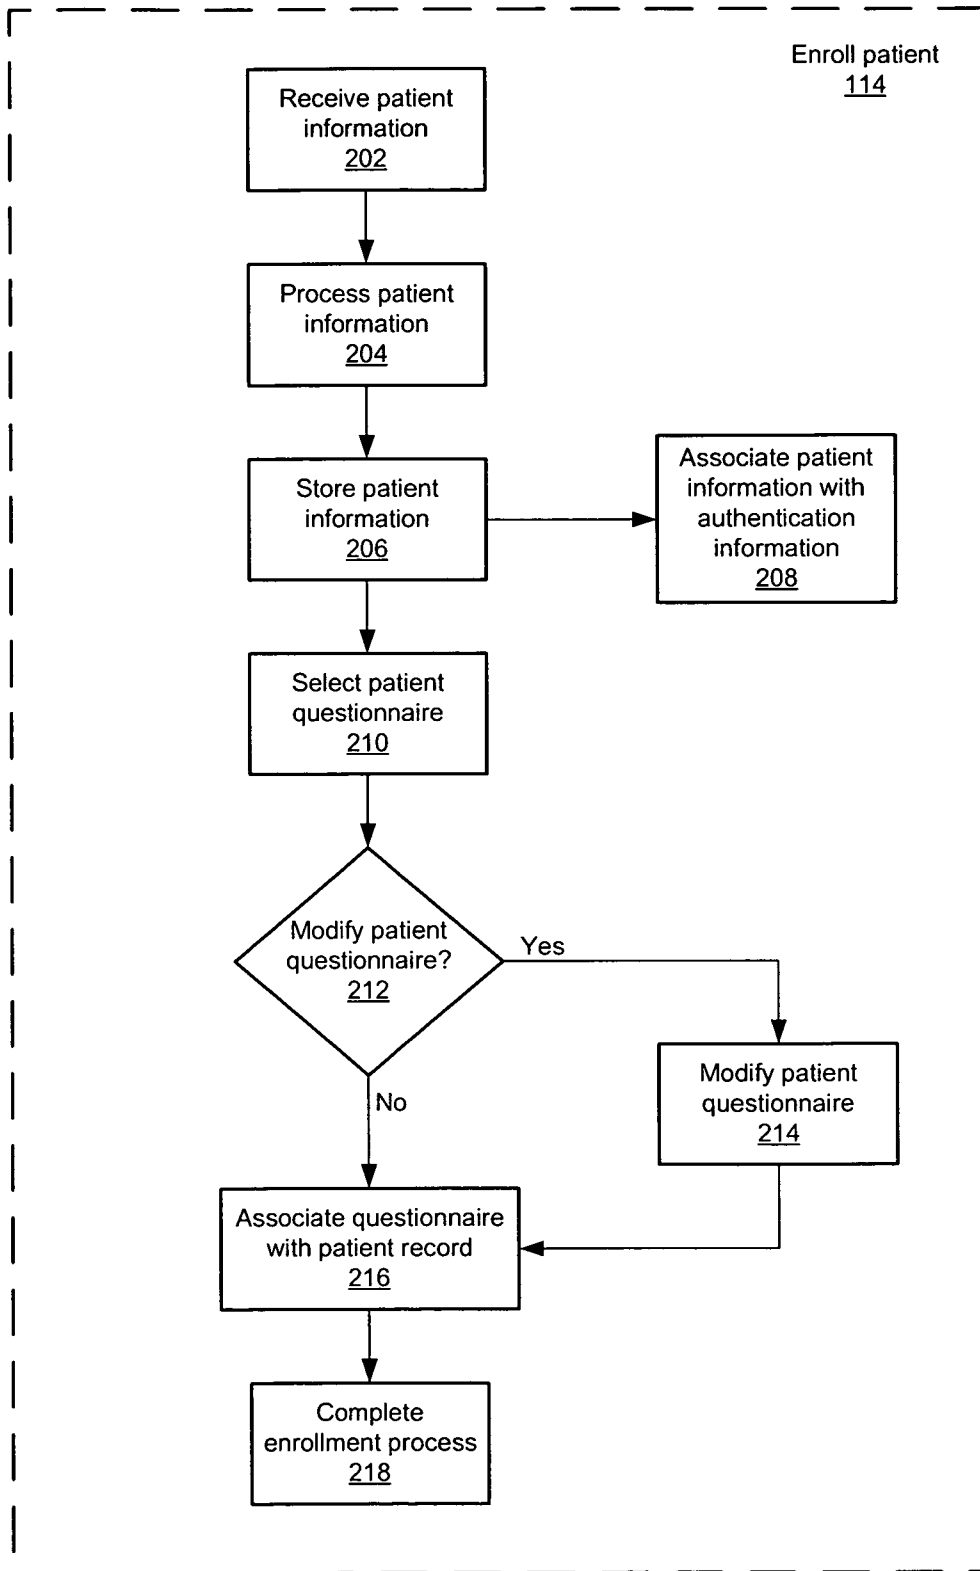 Enroll patient
114
Receive patient
information
202
Process patient
information
204
Store patient
information
206
Associate patient
information with
authentication
information
208
Select patient
questionnaire
210
Modify patient
questionnaire?
212
Yes
No
Modify patient
questionnaire
214
Associate questionnaire
with patient record
216
Complete
enrollment process
218